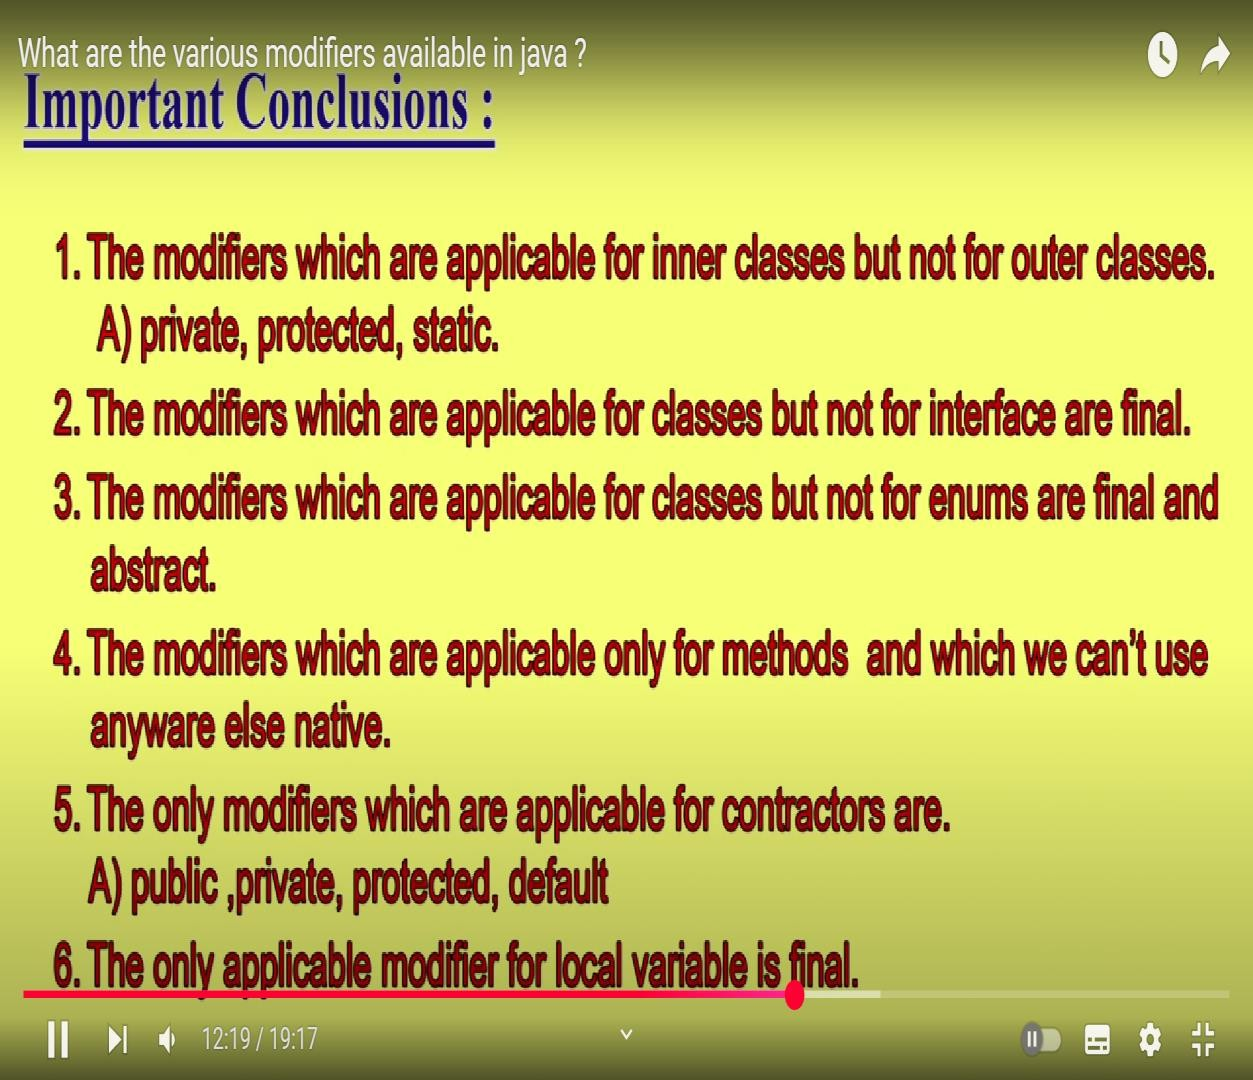 What are the various modifiers available in java ?
Important Conclusions :
1. The modifiers which are applicable for inner classes but not for outer classes.
A) private, protected, static.
2. The modifiers which are applicable for classes but not for interface are final.
3. The modifiers which are applicable for classes but not for enums are final and
abstract.
4. The modifiers which are applicable only for methods and which we can't use
anyware else native.
5. The only modifiers which are applicable for contractors are.
A) public ,private, protected, default
6. The only applicable modifier for local variable is final.
12:19 / 19:17